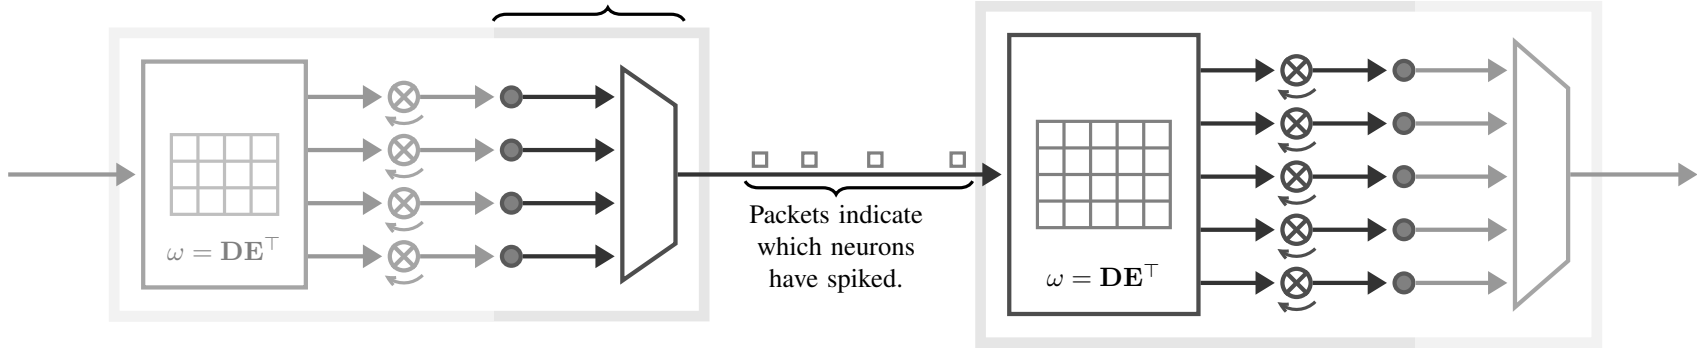 ω = DE⊤
Packets indicate
which neurons
have spiked.
ω = DE⊤